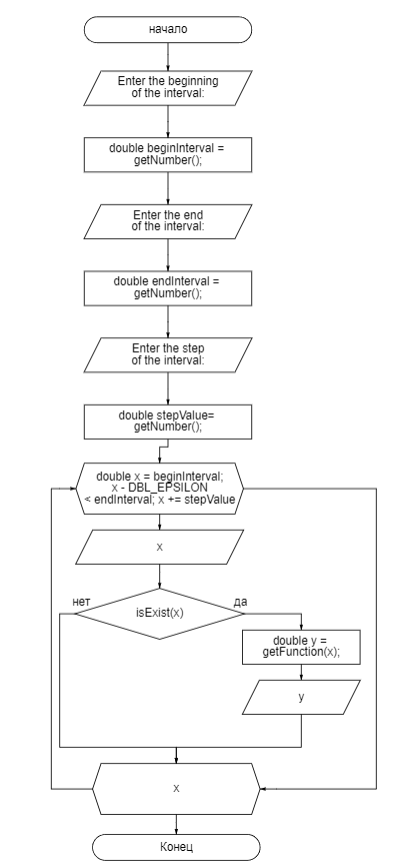 начало
Enter the beginning
of the interval:
double beginInterval =
getNumber();
Enter the end
of the interval:
double endInterval =
getNumber();
Enter the step
of the interval:
double stepValue=
getNumber();
double x = beginInterval;
x - DBL_EPSILON
< endInterval; x += stepValue
x
нет
да
isExist(x)
double y =
getFunction(x);
y
x
Конец